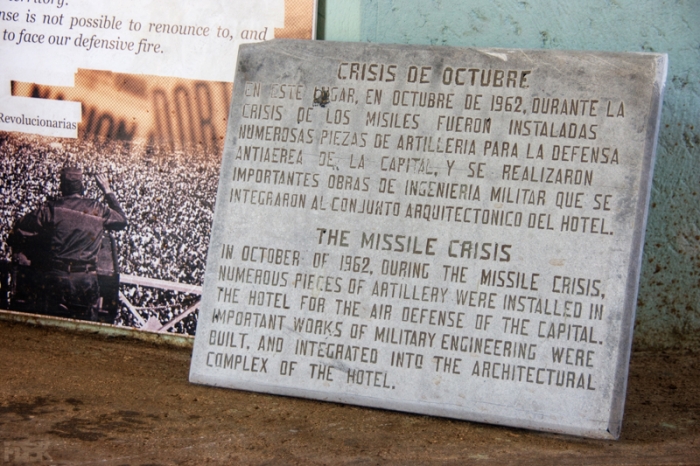 nse is not possible to renounce to, and
to face our defensive fire.
Revolucionarias
CRISIS DE OCTUBRE
EN ESTE LUGAR, EN OCTUBRE DE 1962, DURANTE LA
CRISIS DE LOS MISILES FUERON INSTALADAS
NUMEROSAS PIEZAS DE ARTILLERIA PARA LA DEFENSA
ANTIAEREA DE LA CAPITAL, Y SE REALIZARON
IMPORTANTES OBRAS DE INGENIERIA MILITAR QUE SE
INTEGRARON AL CONJUNTO ARQUITECTONICO DEL HOTEL.
THE MISSILE CRISIS
IN OCTOBER OF 1962, DURING THE MISSILE CRISIS,
NUMEROUS PIECES OF ARTILLERY WERE INSTALLED IN
THE HOTEL FOR THE AIR DEFENSE OF THE CAPITAL.
IMPORTANT WORKS OF MILITARY ENGINEERING WERE
BUILT, AND INTEGRATED INTO THE ARCHITECTURAL
COMPLEX OF THE HOTEL.